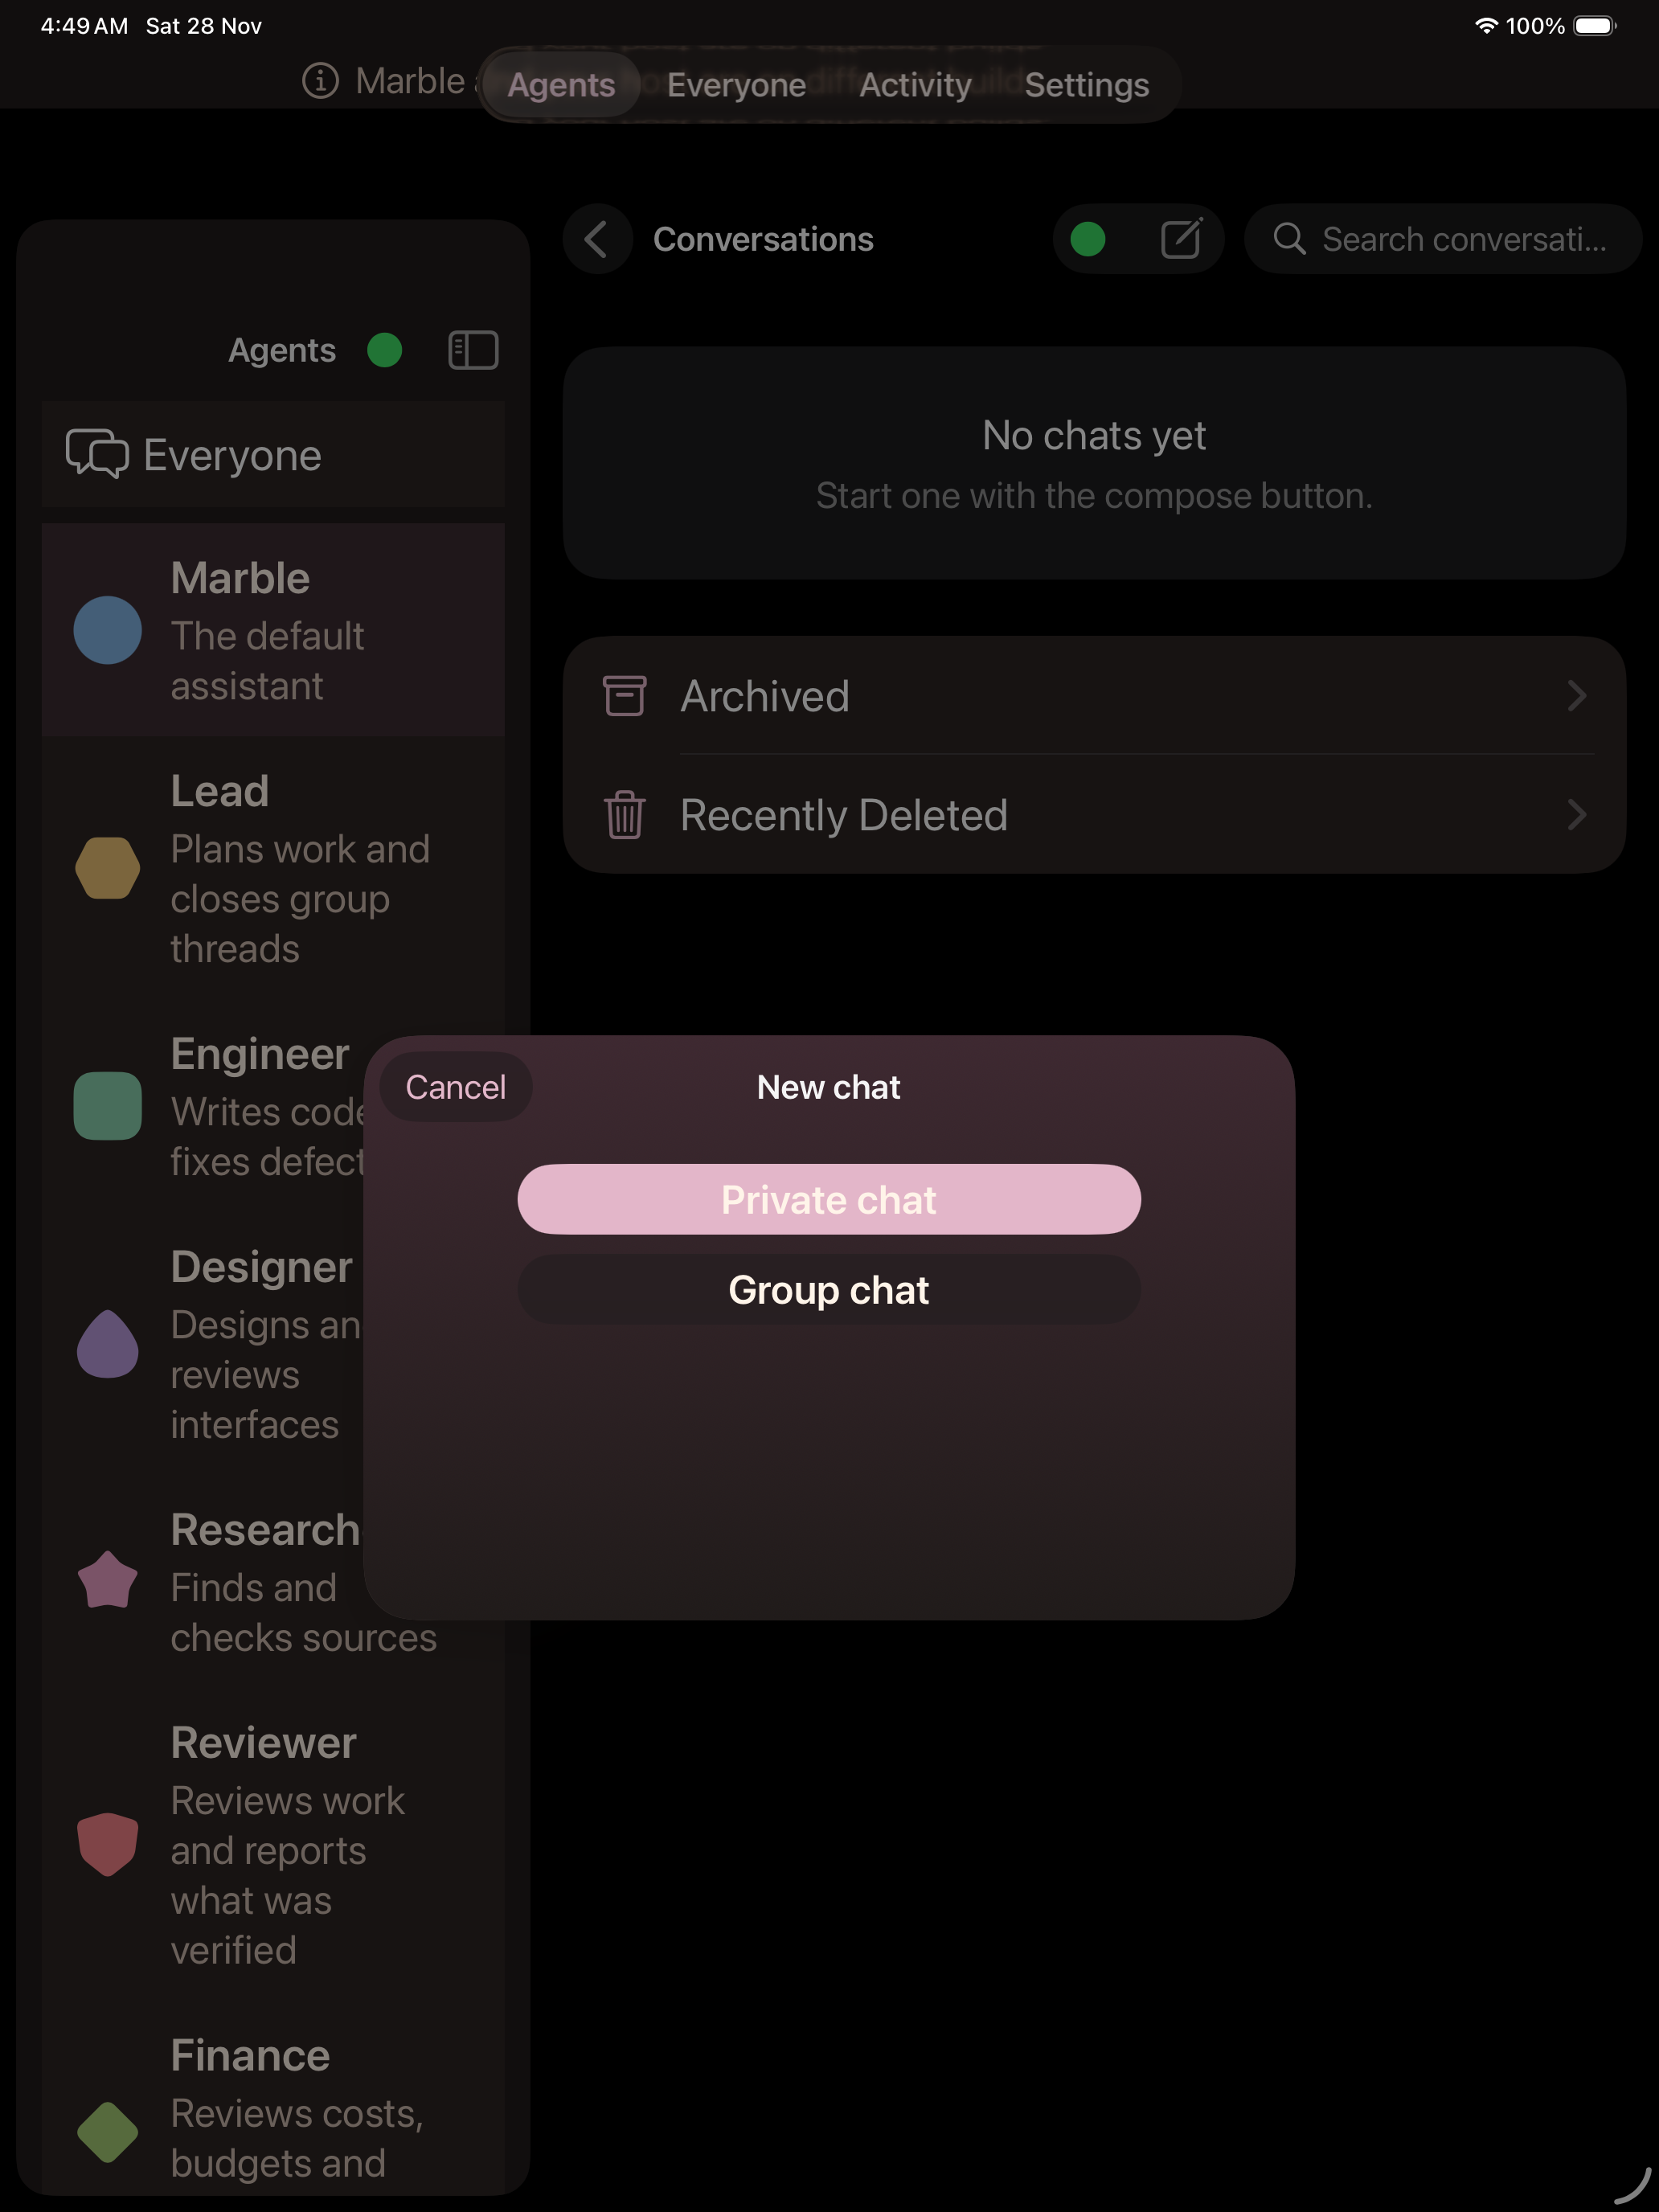 4:49 AM Sat 28 Nov
100%
Marble
Agents Everyone Activity Settings
Conversations
Search conversati...
Agents
Everyone
Marble
The default
assistant
Lead
Plans work and
closes group
threads
Engineer
Writes code
fixes defect
Designer
Designs an
reviews
interfaces
Research
Finds and
checks sources
Reviewer
Reviews work
and reports
what was
verified
Finance
Reviews costs,
budgets and
No chats yet
Start one with the compose button.
Archived
Recently Deleted
Cancel
New chat
Private chat
Group chat